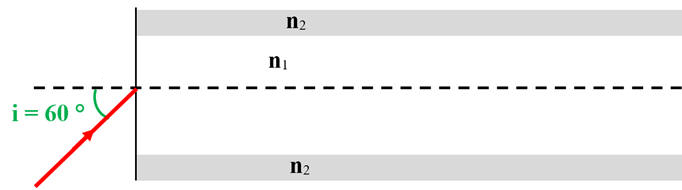 n₂
n₁
i = 60 °
n₂